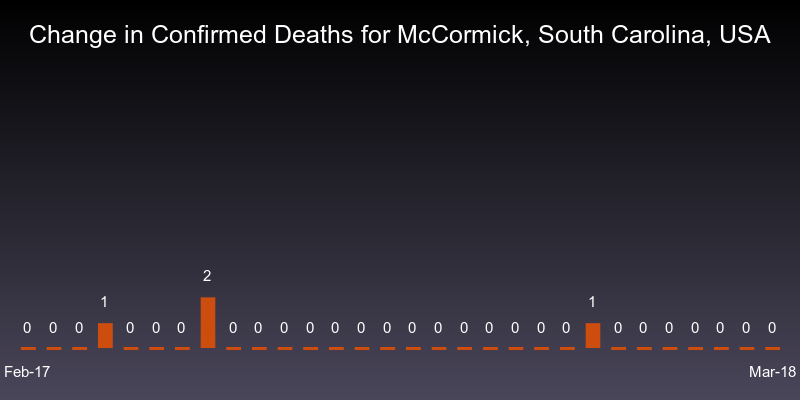 Change in Confirmed Deaths for McCormick, South Carolina, USA
2
1 1
0 0 0 0 0 0 0 0 0 0 0 0 0 0 0 0 0 0 0 0 0 0 0 0 0 0 0
Feb-17 Mar-18